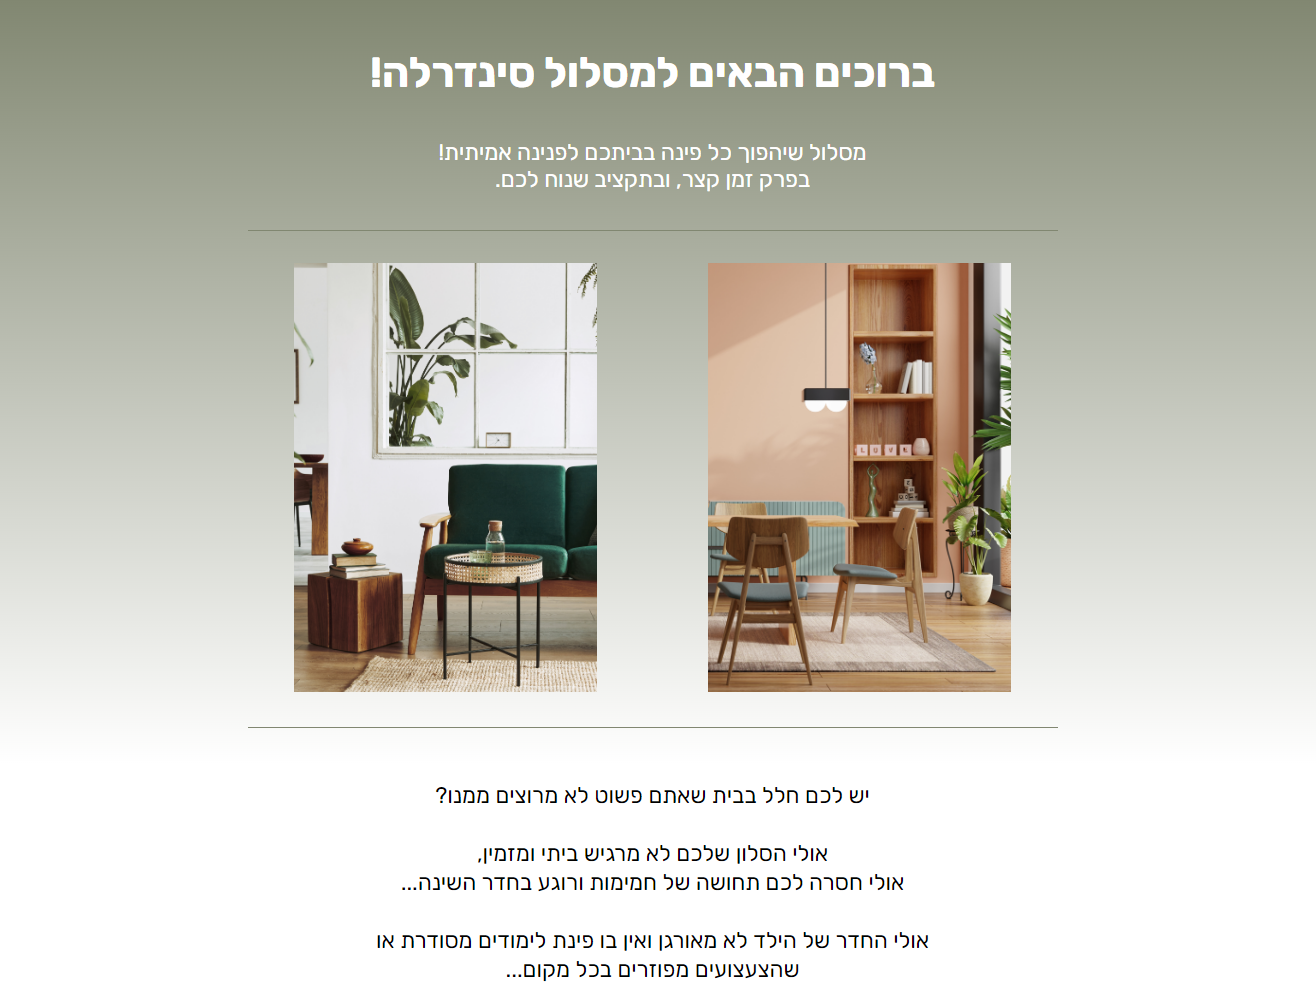 ברוכים הבאים למסלול סינדרלה!
מסלול שיהפוך כל פינה בביתכם לפנינה אמיתית!
בפרק זמן קצר, ובתקציב שנוח לכם.
LOVE
יש לכם חלל בבית שאתם פשוט לא מרוצים ממנו?
אולי הסלון שלכם לא מרגיש ביתי ומזמין,
אולי חסרה לכם תחושה של חמימות ורוגע בחדר השינה...
אולי החדר של הילד לא מאורגן ואין בו פינת לימודים מסודרת או
שהצעצועים מפוזרים בכל מקום...